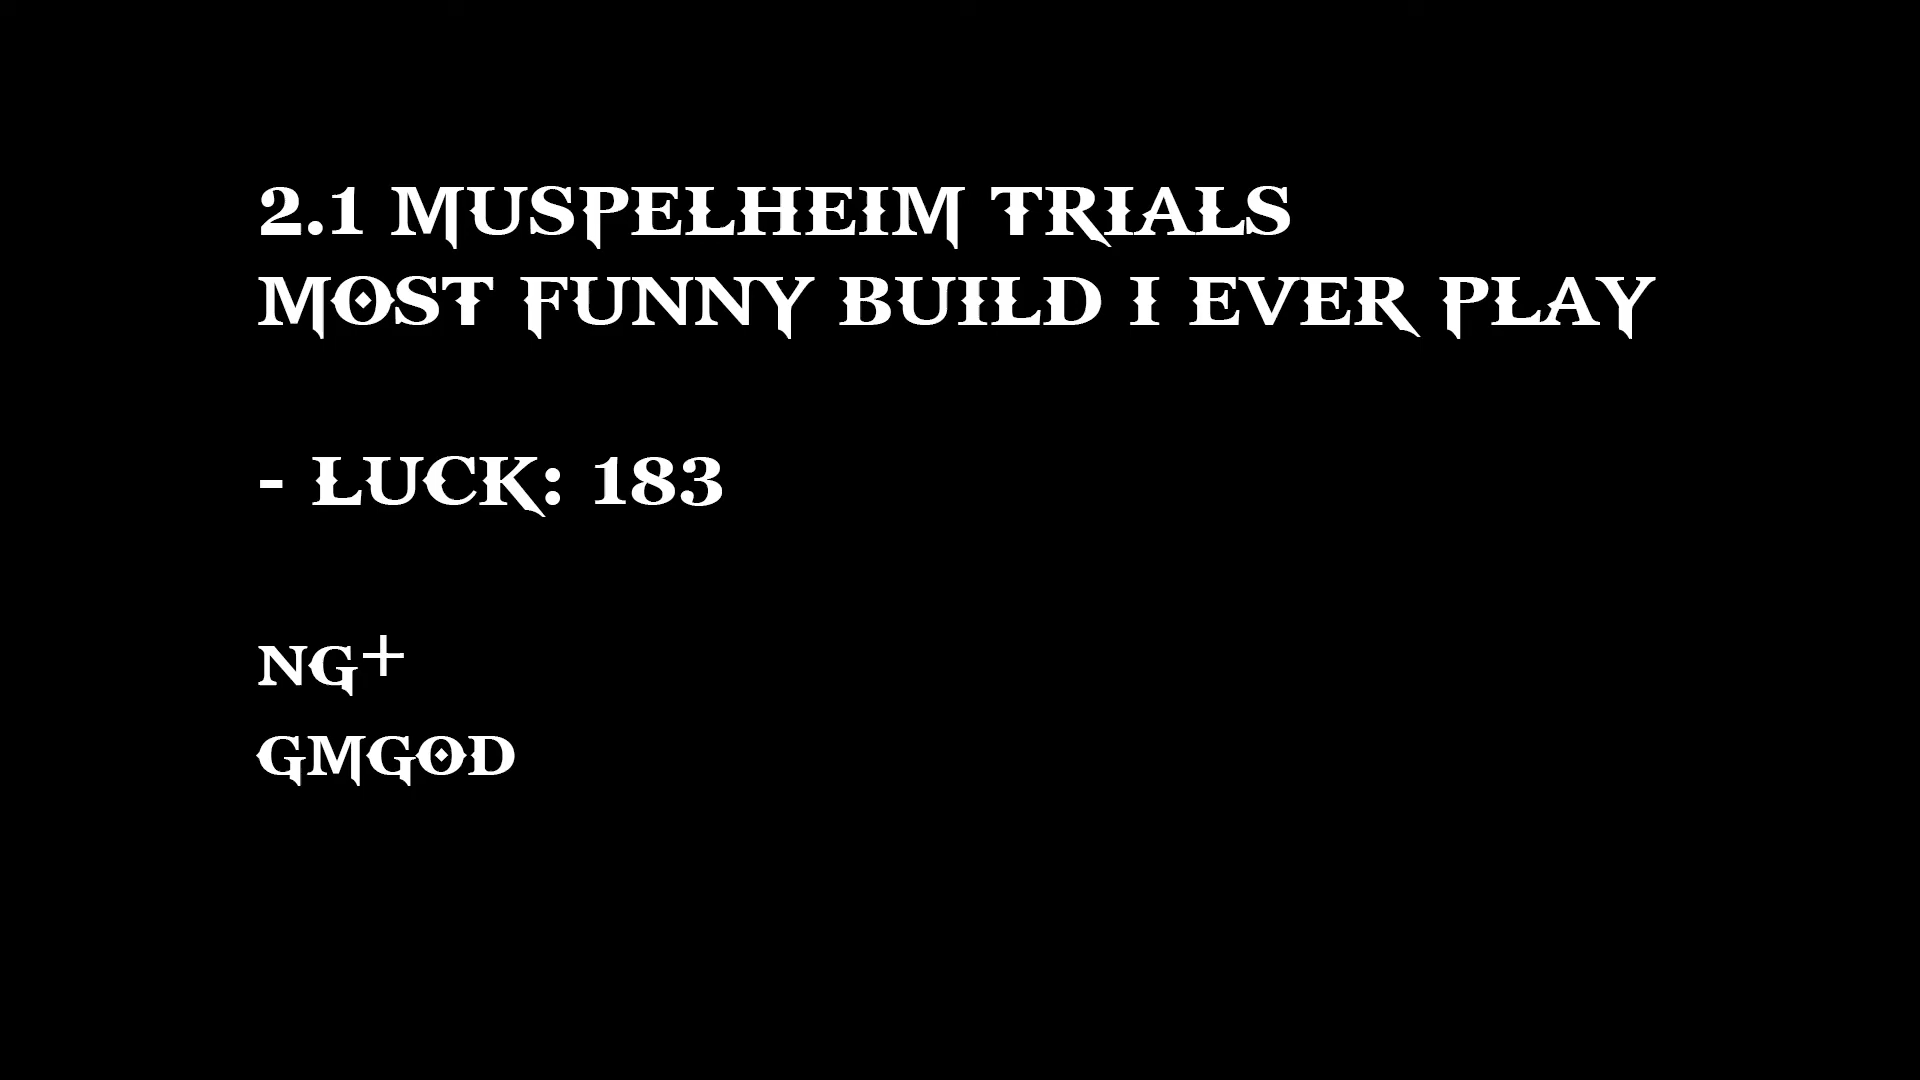 2.1 MUSPELHEIM TRIALS
MOST FUNNY BUILD I EVER PLAY
- LUCK: 183
NG+
GMGOD